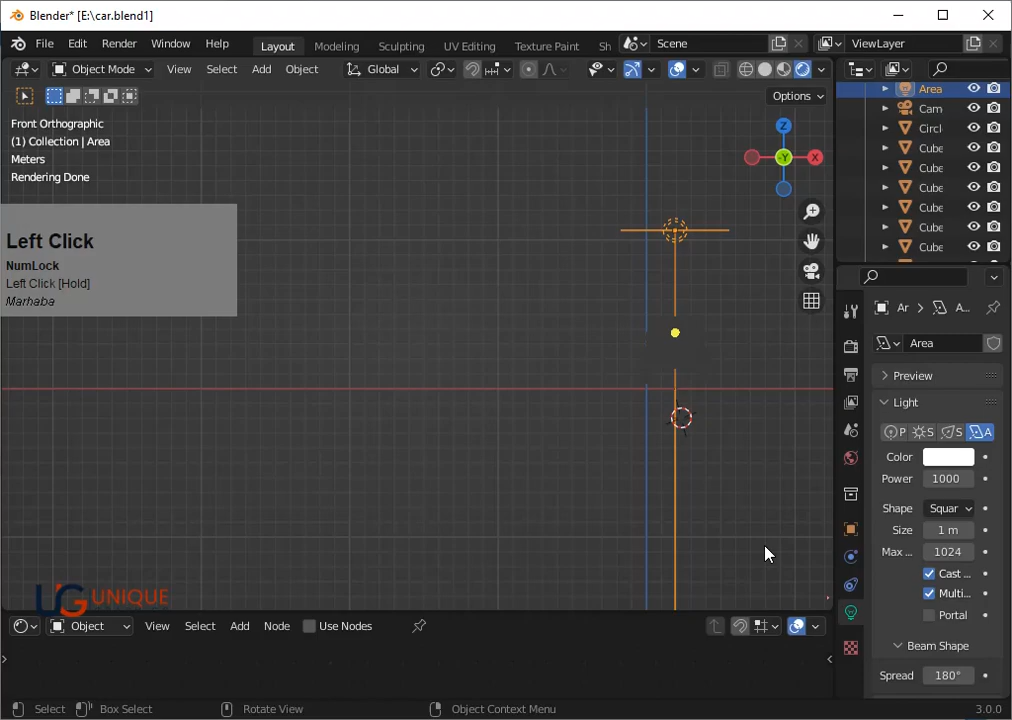 Blender* [E:\car.blend1]
File Edit Render Window Help Layout Modeling Sculpting UV Editing Texture Paint Sh Scene ViewLayer
Object Mode View Select Add Object Global
Options
Front Orthographic
(1) Collection | Area
Meters
Rendering Done
Z
-Y
X
Left Click
NumLock
Left Click [Hold]
Marhaba
Area
Cam
Circl
Cube
Cube
Cube
Cube
Cube
Cube
Ar A...
Area
Preview
Light
P S S A
Color
Power 1000
Shape Squar
Size 1 m
Max ... 1024
Cast ...
Multi...
Portal
Beam Shape
Spread 180°
UG UNIQUE
Object View Select Add Node Use Nodes
Select Box Select Rotate View Object Context Menu 3.0.0